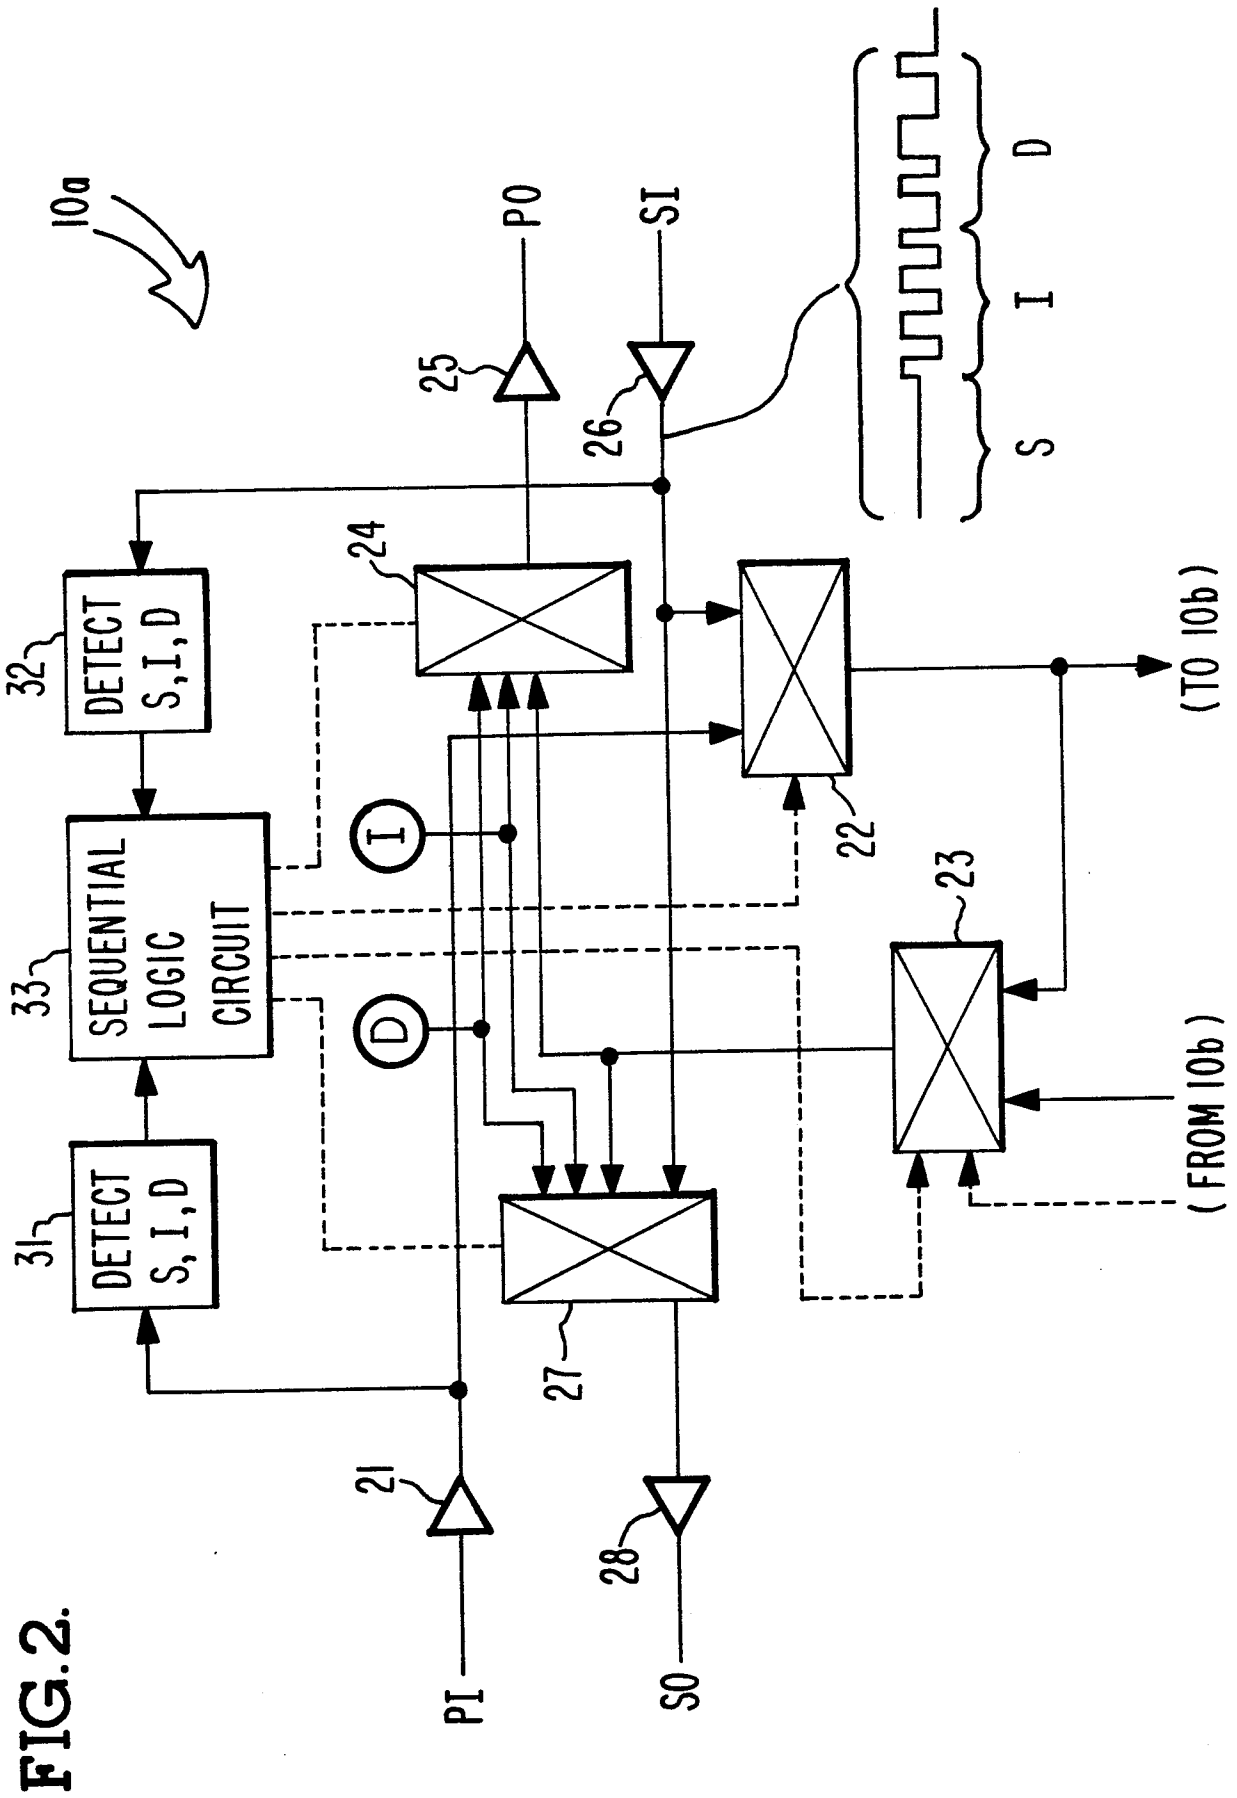 FIG.2.
10a
31
DETECT
S,I,D
33
SEQUENTIAL
LOGIC
CIRCUIT
32
DETECT
S,I,D
PI
21
D
I
24
25
PO
27
SO
28
26
SI
22
23
(FROM 10b)
(TO 10b)
S
I
D